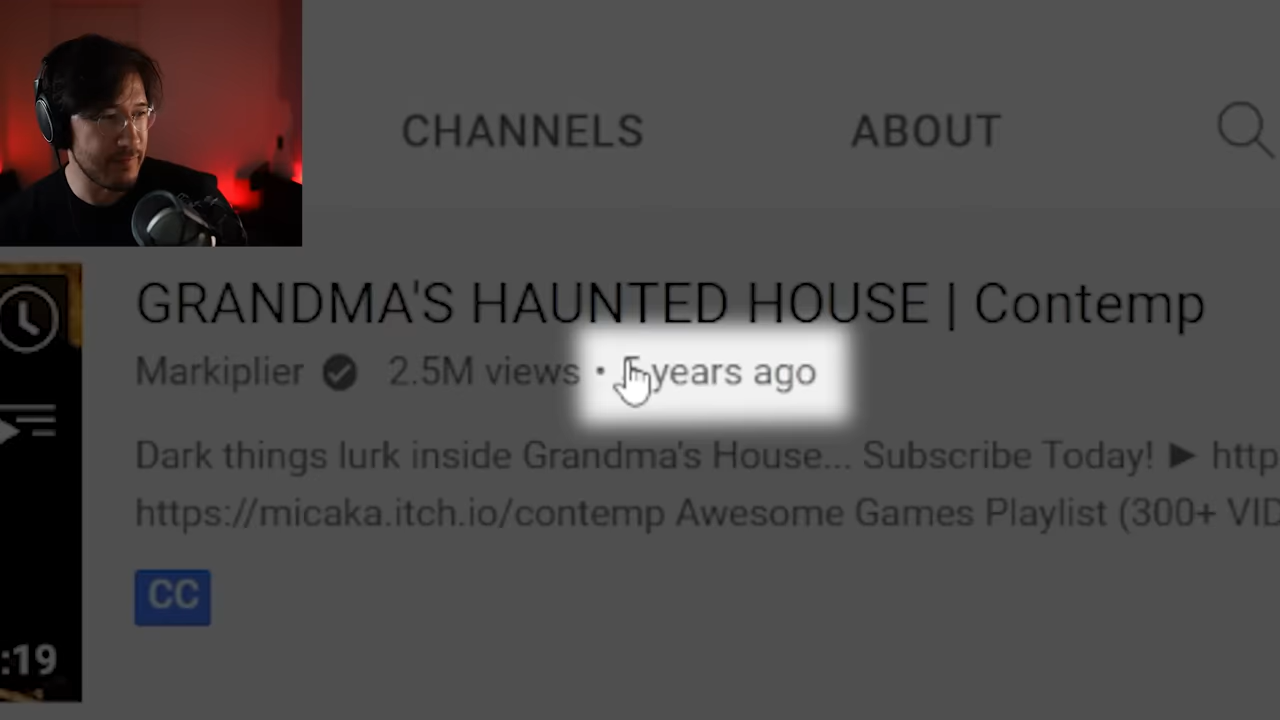 CHANNELS ABOUT
GRANDMA'S HAUNTED HOUSE | Contemp
Markiplier 2.5M views • years ago
Dark things lurk inside Grandma's House... Subscribe Today! ► http
https://micaka.itch.io/contemp Awesome Games Playlist (300+ VID
CC
:19